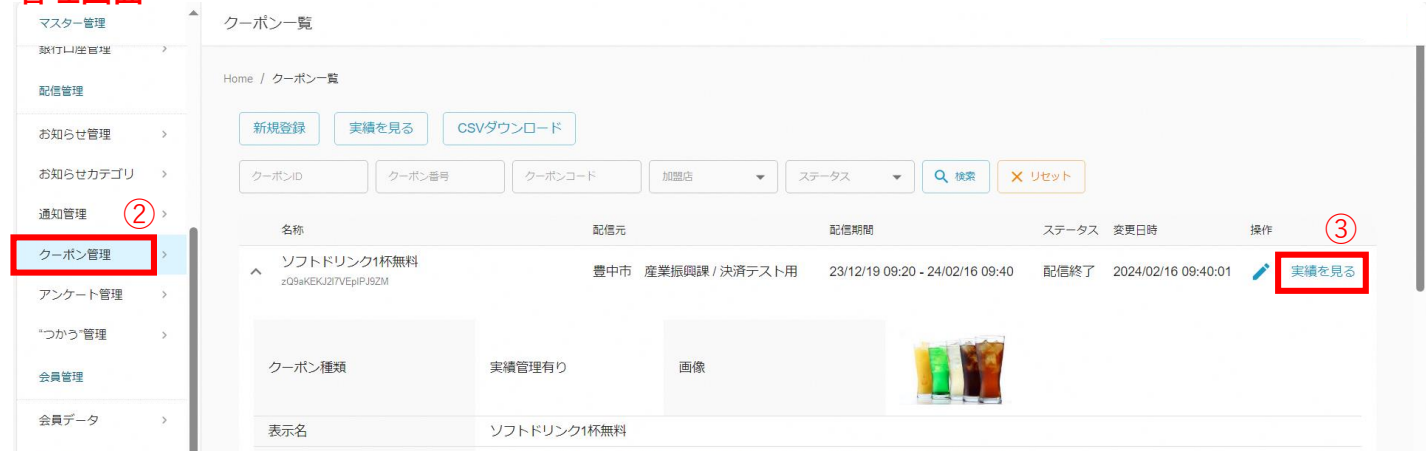 管理画面
マスター管理
クーポン一覧
銀行口座管理
Home / クーポン一覧
配信管理
お知らせ管理
新規登録
実績を見る
CSVダウンロード
お知らせカテゴリ
クーポンID
クーポン番号
クーポンコード
加盟店
ステータス
検索
リセット
通知管理
②
名称
配信元
配信期間
ステータス
変更日時
操作
③
クーポン管理
ソフトドリンク1杯無料
豊中市 産業振興課 / 決済テスト用
23/12/19 09:20 - 24/02/16 09:40
配信終了
2024/02/16 09:40:01
実績を見る
zQ9aKEKJ2I7VEpIPJ9ZM
アンケート管理
"つかう"管理
クーポン種類
実績管理有り
画像
会員管理
会員データ
表示名
ソフトドリンク1杯無料